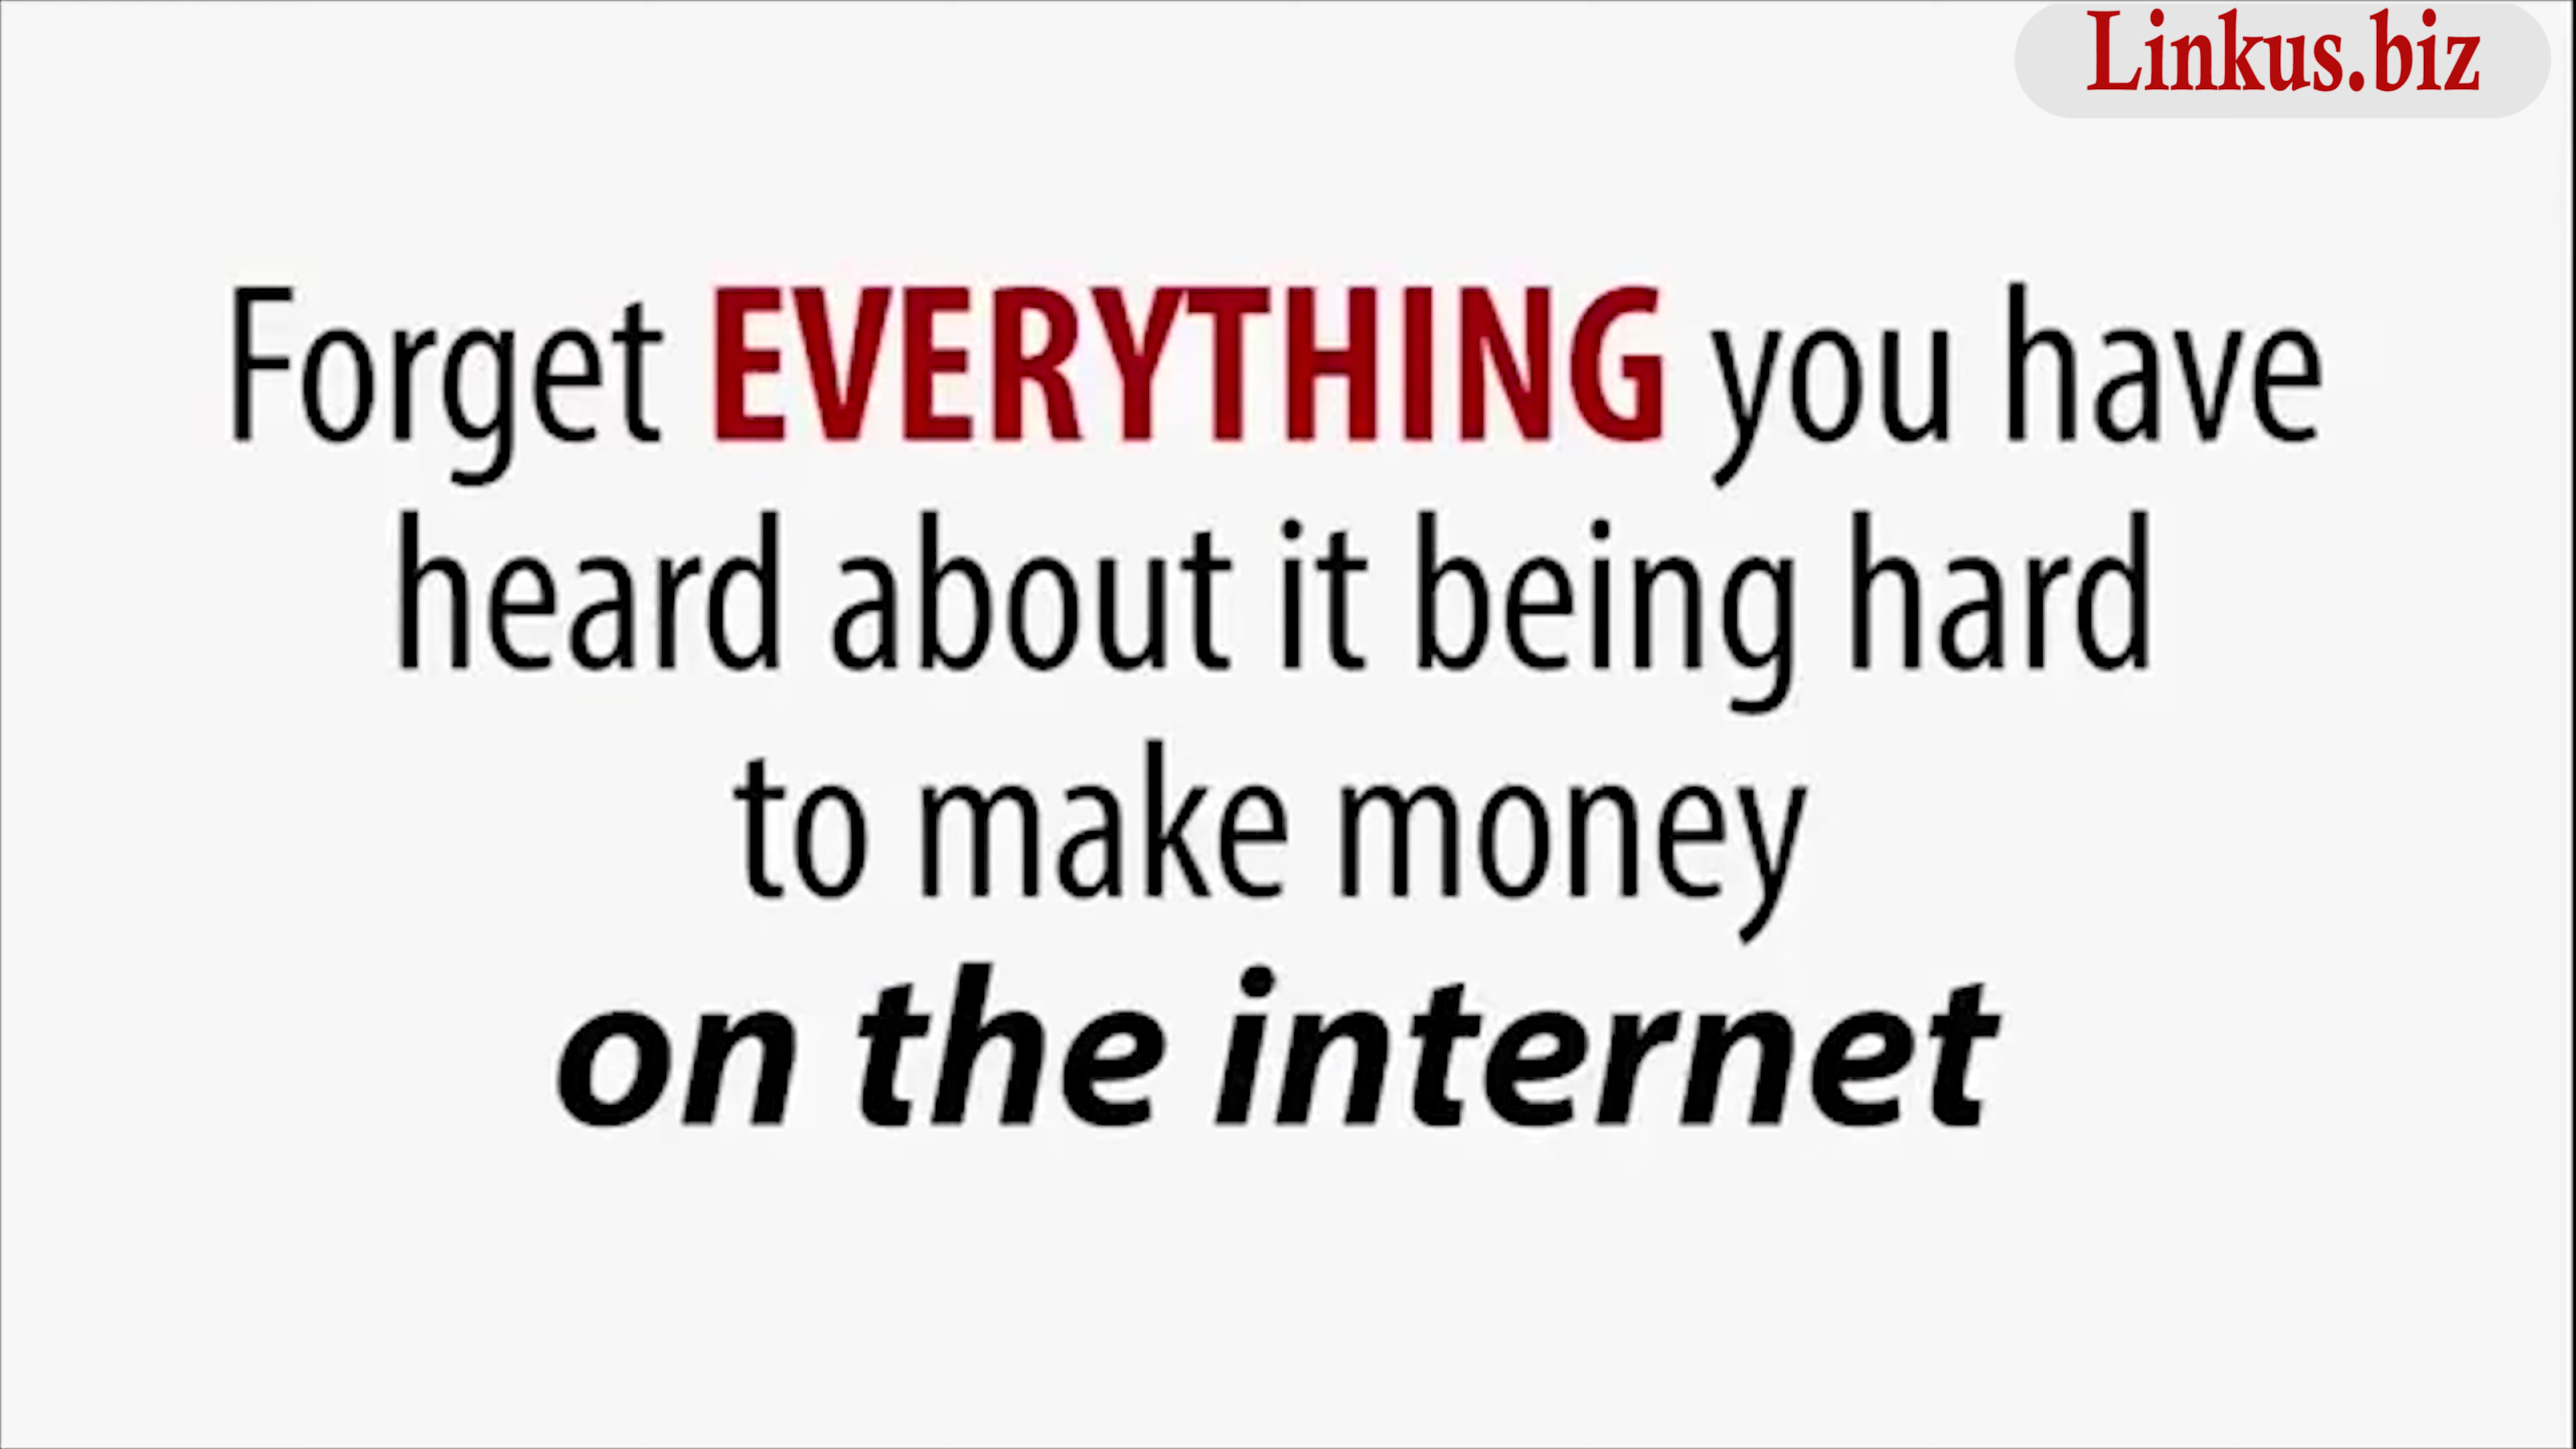 Linkus.biz
Forget EVERYTHING you have
heard about it being hard
to make money
on the internet